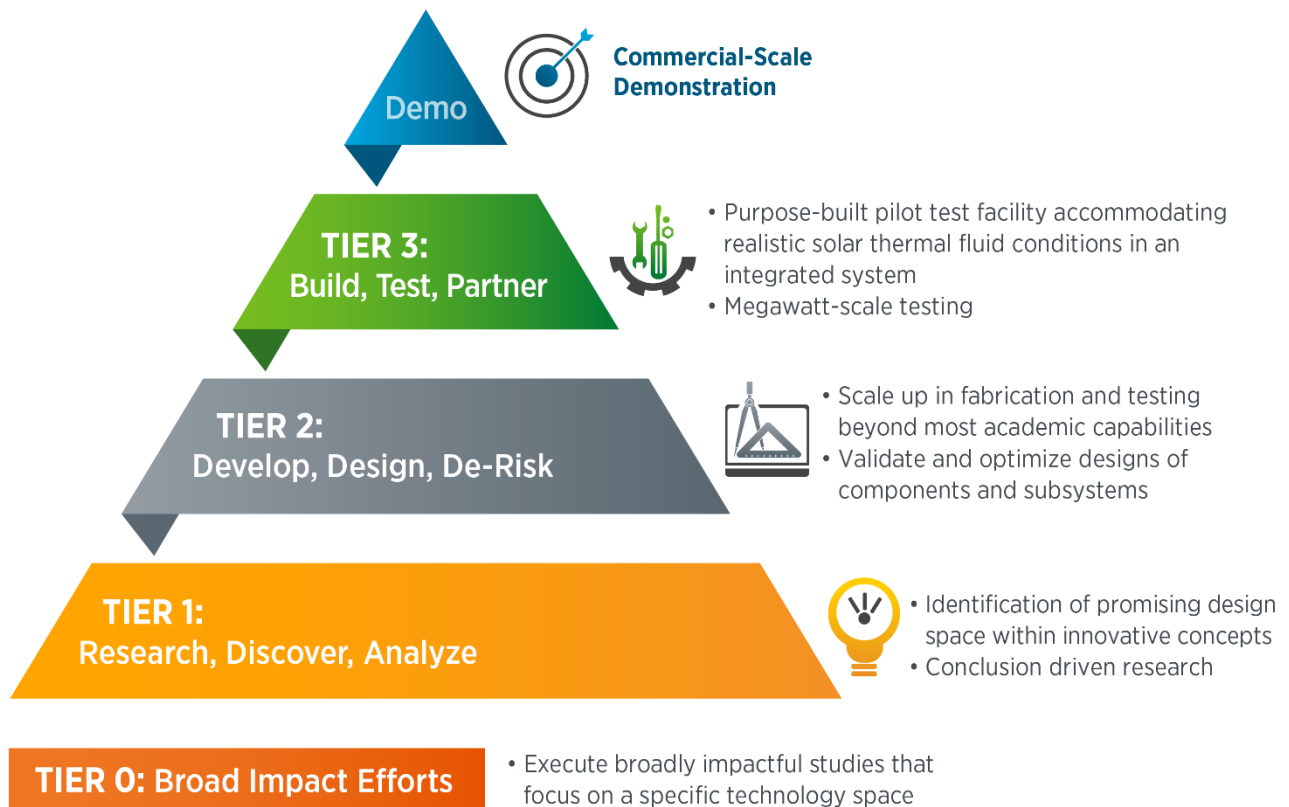 Demo
Commercial-Scale
Demonstration
TIER 3:
Build, Test, Partner
• Purpose-built pilot test facility accommodating
realistic solar thermal fluid conditions in an
integrated system
• Megawatt-scale testing
TIER 2:
Develop, Design, De-Risk
• Scale up in fabrication and testing
beyond most academic capabilities
• Validate and optimize designs of
components and subsystems
TIER 1:
Research, Discover, Analyze
• Identification of promising design
space within innovative concepts
• Conclusion driven research
TIER 0: Broad Impact Efforts
• Execute broadly impactful studies that
focus on a specific technology space